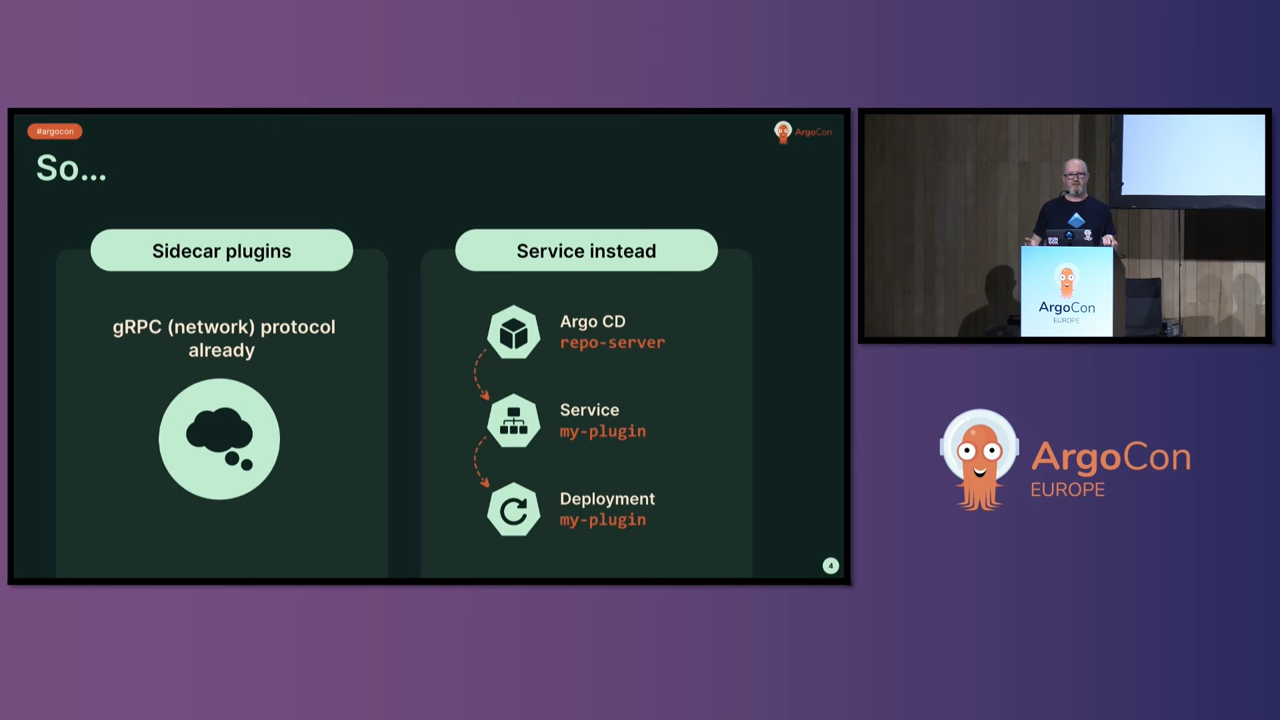 #argocon
ArgoCon
So...
Sidecar plugins
gRPC (network) protocol
already
Service instead
Argo CD
repo-server
Service
my-plugin
Deployment
my-plugin
4
ArgoCon
EUROPE
ArgoCon
EUROPE